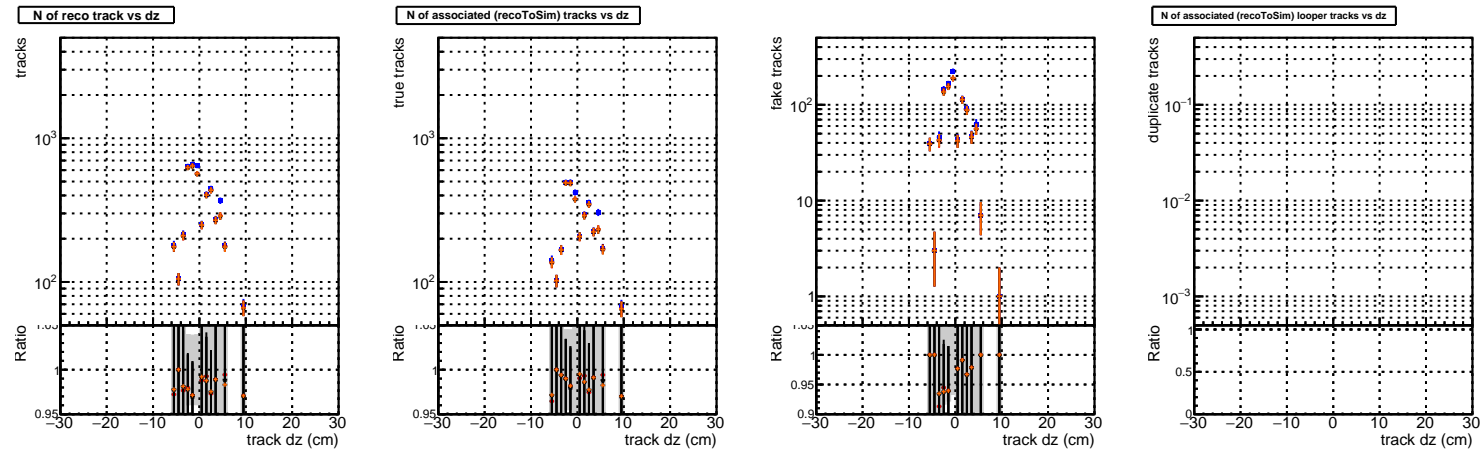 N of reco track vs dz
tracks
10³
10²
Ratio
1.05
1
0.95
−30 −20 −10 0 10 20 30
track dz (cm)
N of associated (recoToSim) tracks vs dz
true tracks
10³
10²
Ratio
1.05
1
0.95
−30 −20 −10 0 10 20 30
track dz (cm)
fake tracks
10²
10
1
Ratio
1.05
1
0.95
0.9
−30 −20 −10 0 10 20 30
track dz (cm)
N of associated (recoToSim) looper tracks vs dz
duplicate tracks
10⁻¹
10⁻²
10⁻³
Ratio
1
0.5
0
−30 −20 −10 0 10 20 30
track dz (cm)